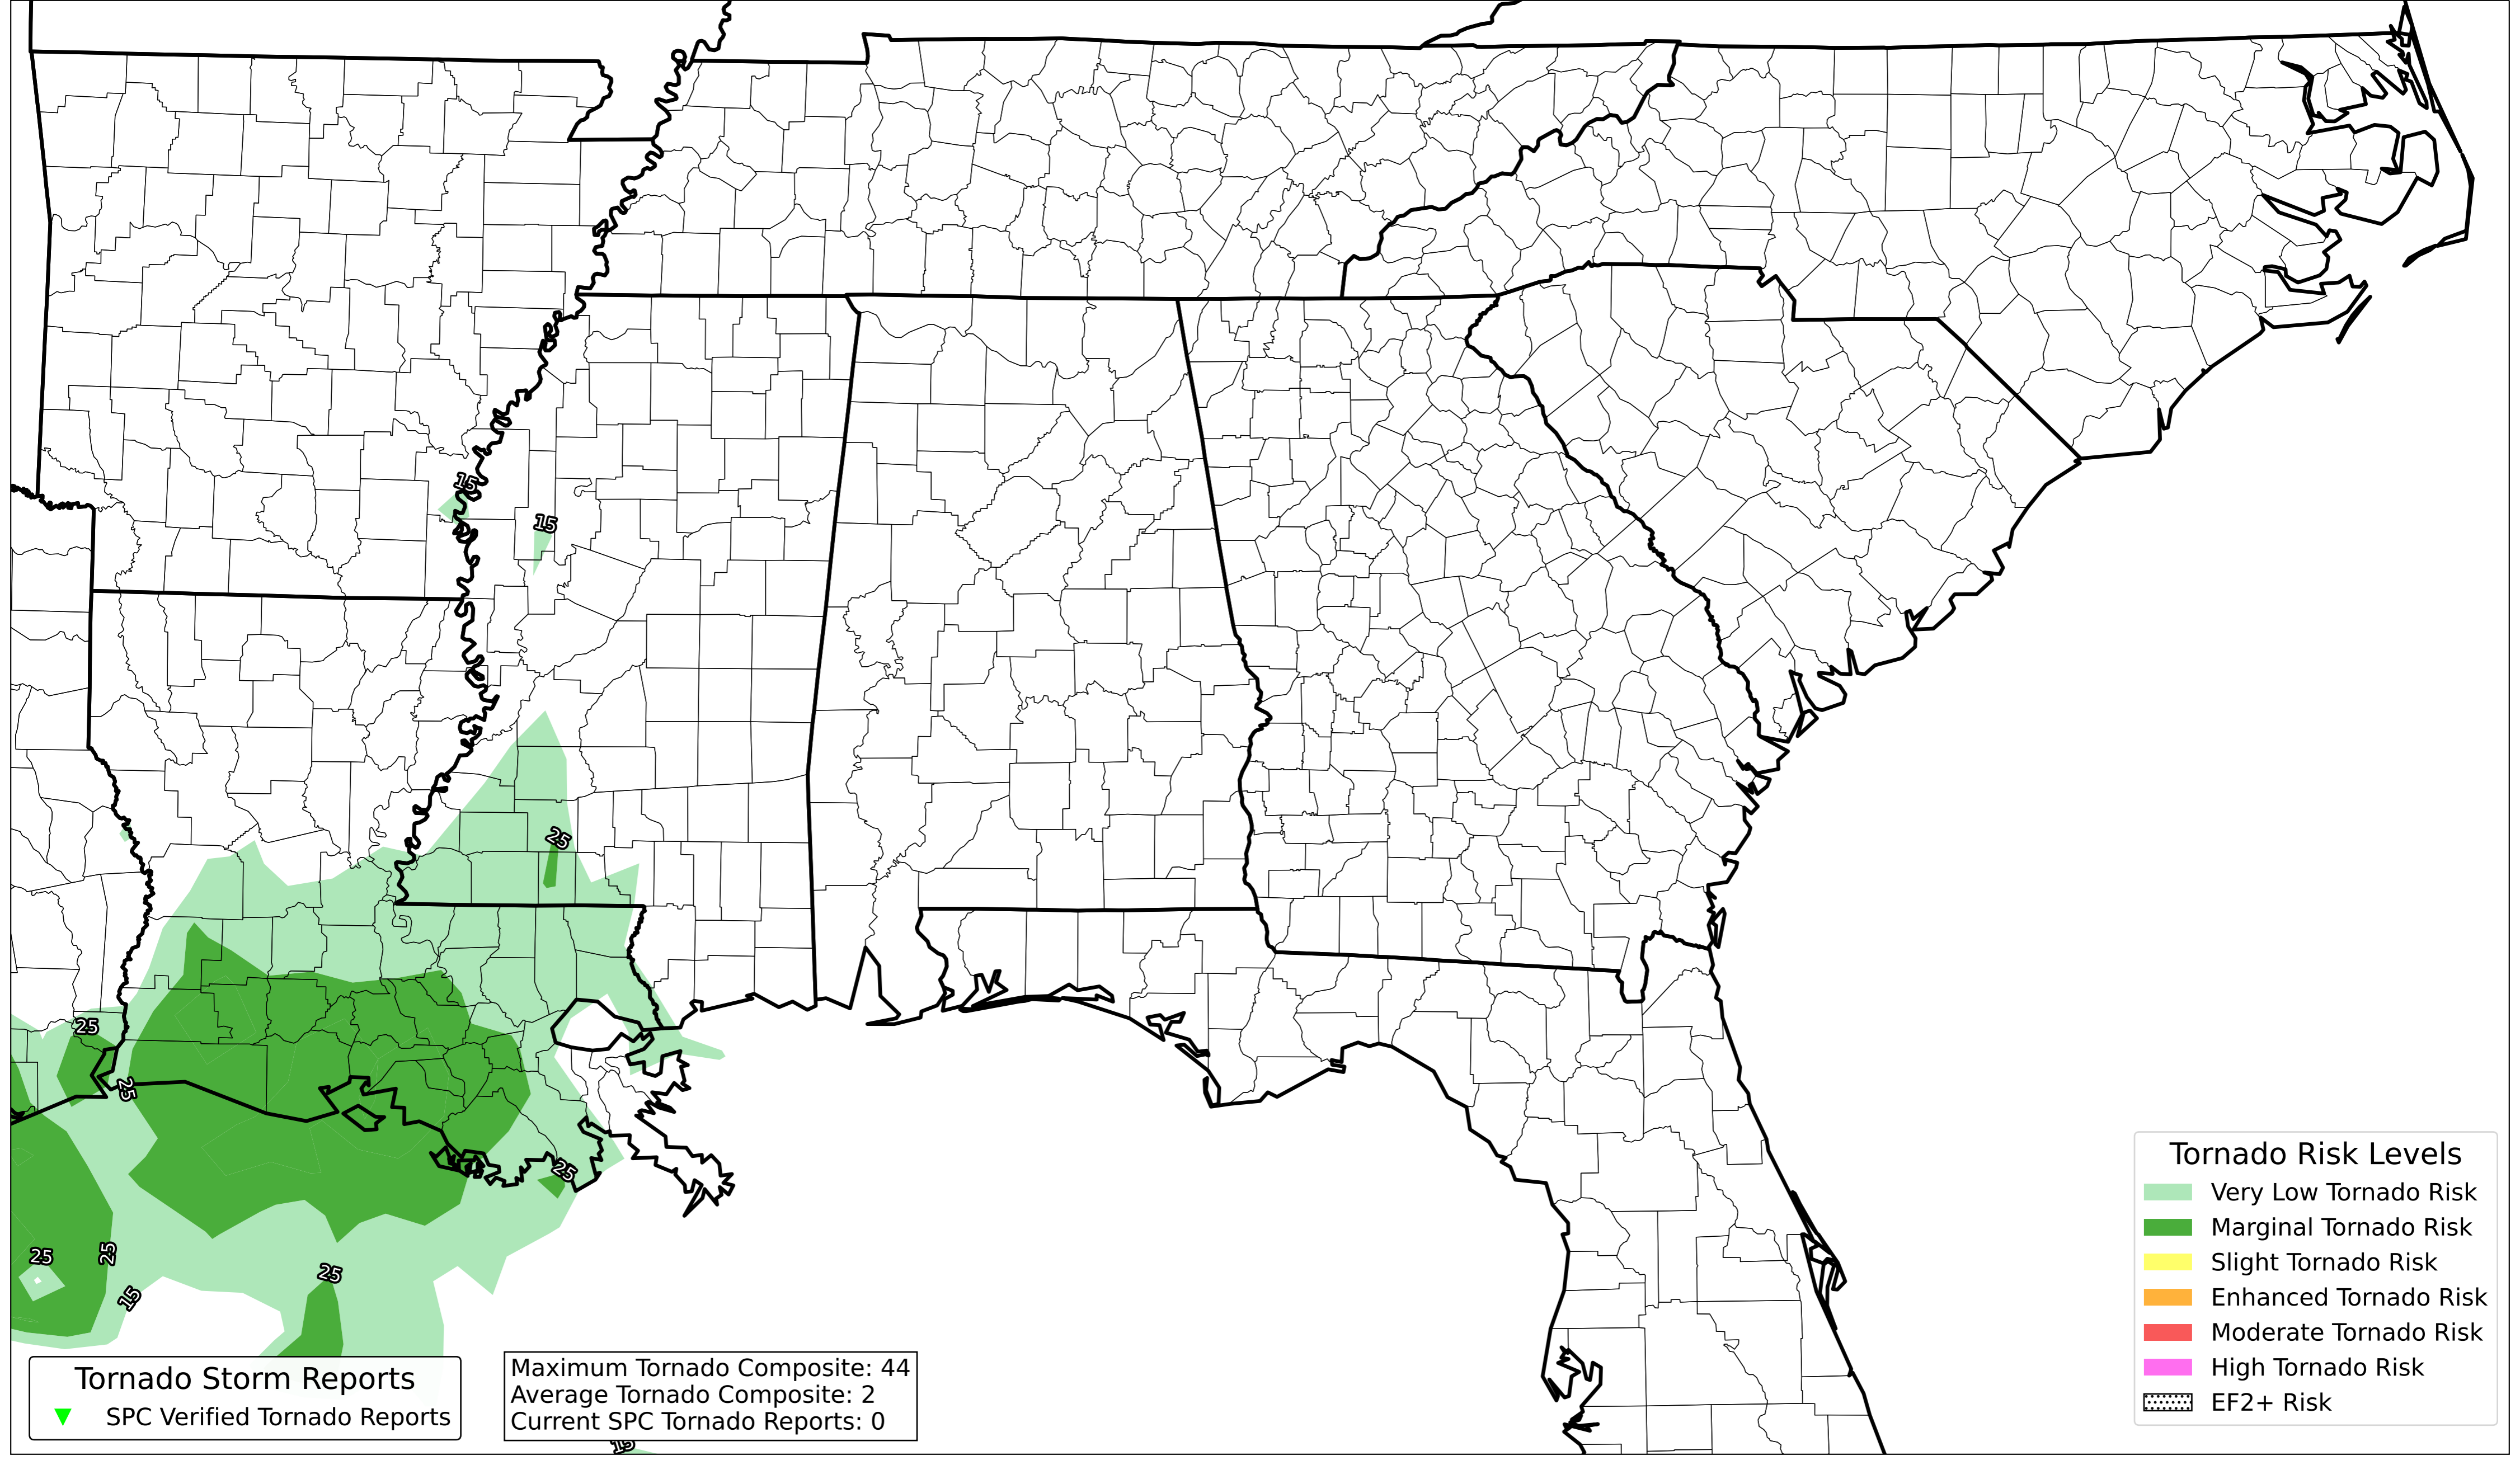 15
15
25
25
25
25
25
25
15
25
Tornado Storm Reports
SPC Verified Tornado Reports
Maximum Tornado Composite: 44
Average Tornado Composite: 2
Current SPC Tornado Reports: 0
15
Tornado Risk Levels
Very Low Tornado Risk
Marginal Tornado Risk
Slight Tornado Risk
Enhanced Tornado Risk
Moderate Tornado Risk
High Tornado Risk
EF2+ Risk